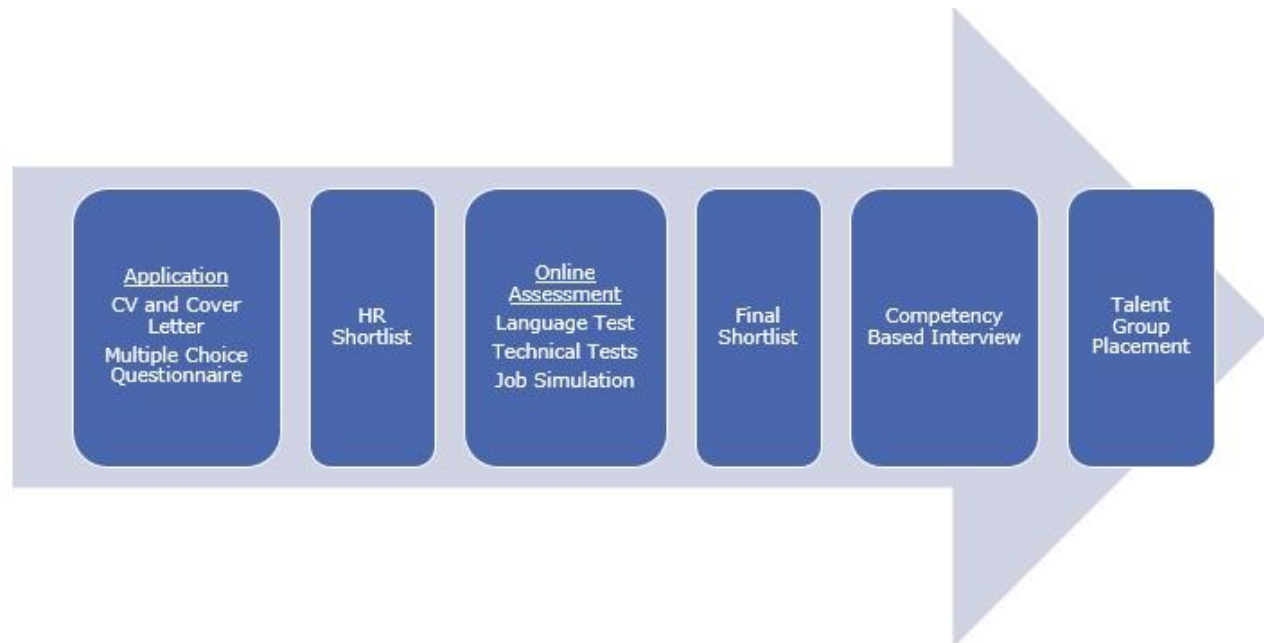 Application
CV and Cover
Letter
Multiple Choice
Questionnaire
HR
Shortlist
Online
Assessment
Language Test
Technical Tests
Job Simulation
Final
Shortlist
Competency
Based Interview
Talent
Group
Placement